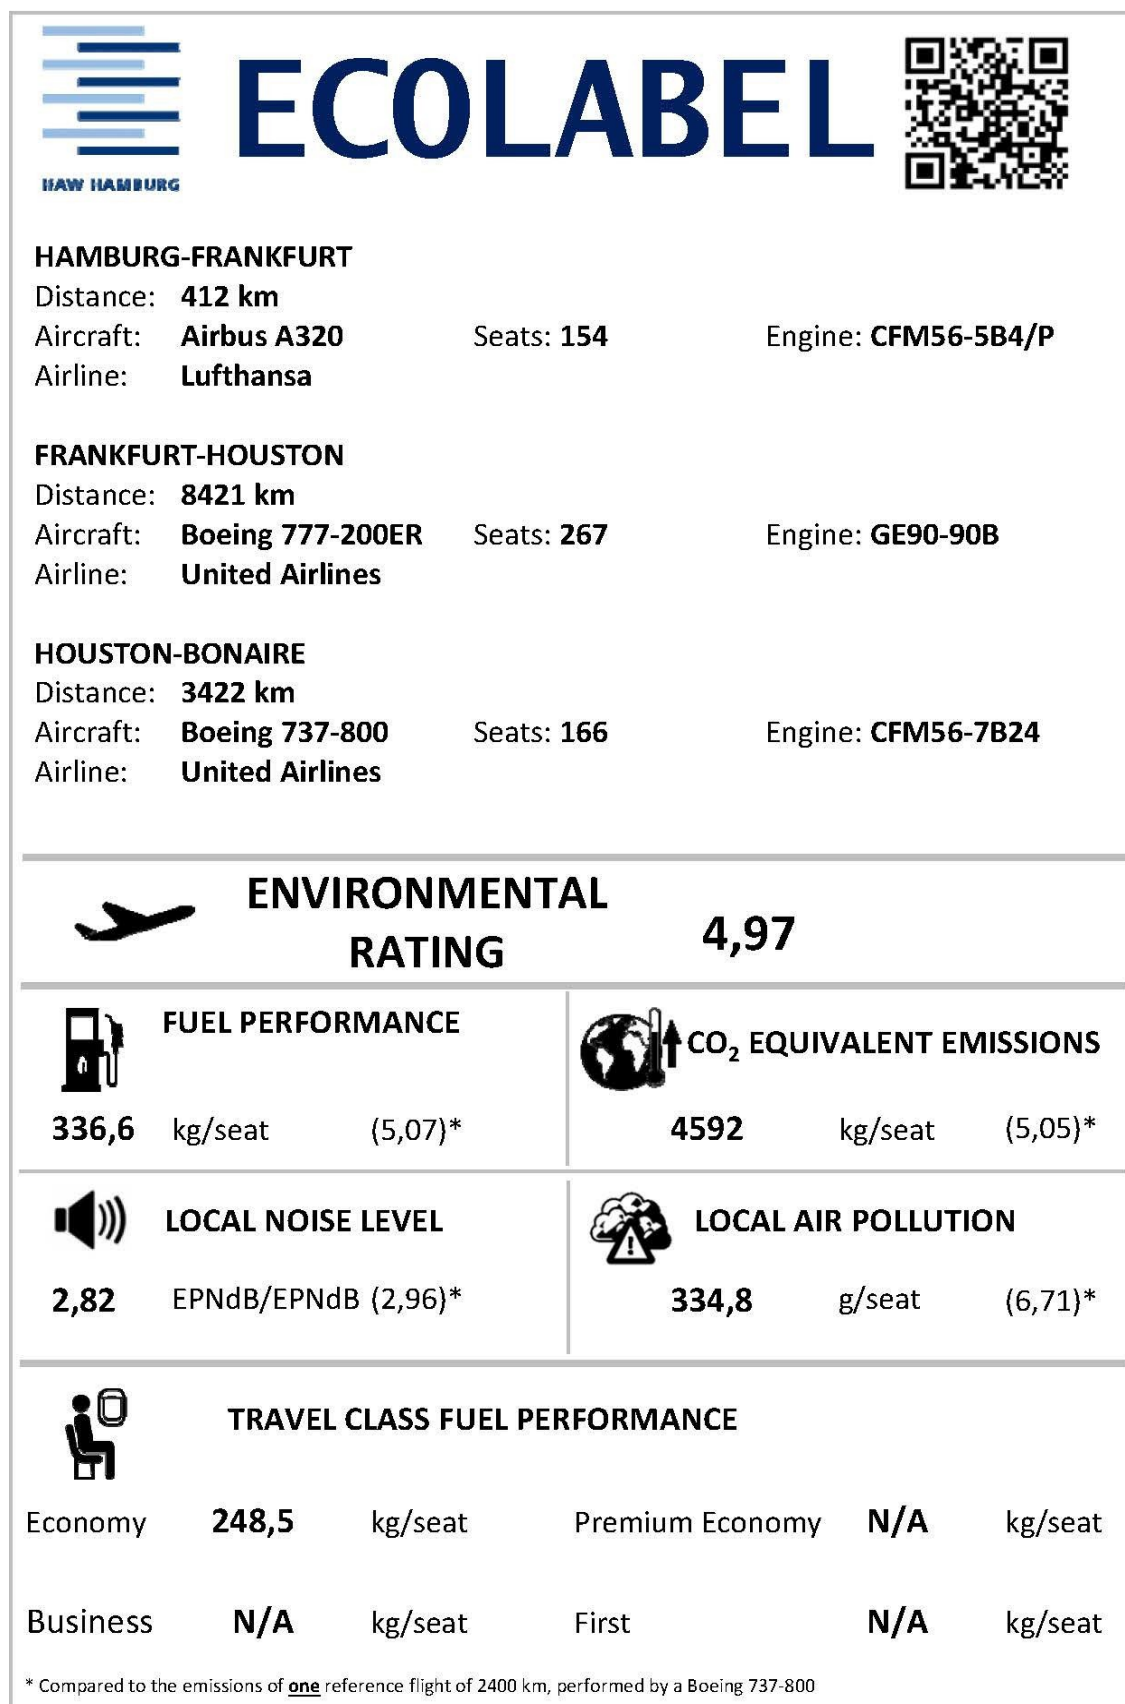 ECOLABEL
HAW HAMBURG
HAMBURG-FRANKFURT
Distance: 412 km
Aircraft: Airbus A320 Seats: 154 Engine: CFM56-5B4/P
Airline: Lufthansa
FRANKFURT-HOUSTON
Distance: 8421 km
Aircraft: Boeing 777-200ER Seats: 267 Engine: GE90-90B
Airline: United Airlines
HOUSTON-BONAIRE
Distance: 3422 km
Aircraft: Boeing 737-800 Seats: 166 Engine: CFM56-7B24
Airline: United Airlines
ENVIRONMENTAL
RATING 4,97
FUEL PERFORMANCE
336,6 kg/seat (5,07)*
CO₂ EQUIVALENT EMISSIONS
4592 kg/seat (5,05)*
LOCAL NOISE LEVEL
2,82 EPNdB/EPNdB (2,96)*
LOCAL AIR POLLUTION
334,8 g/seat (6,71)*
TRAVEL CLASS FUEL PERFORMANCE
Economy 248,5 kg/seat Premium Economy N/A kg/seat
Business N/A kg/seat First N/A kg/seat
* Compared to the emissions of one reference flight of 2400 km, performed by a Boeing 737-800